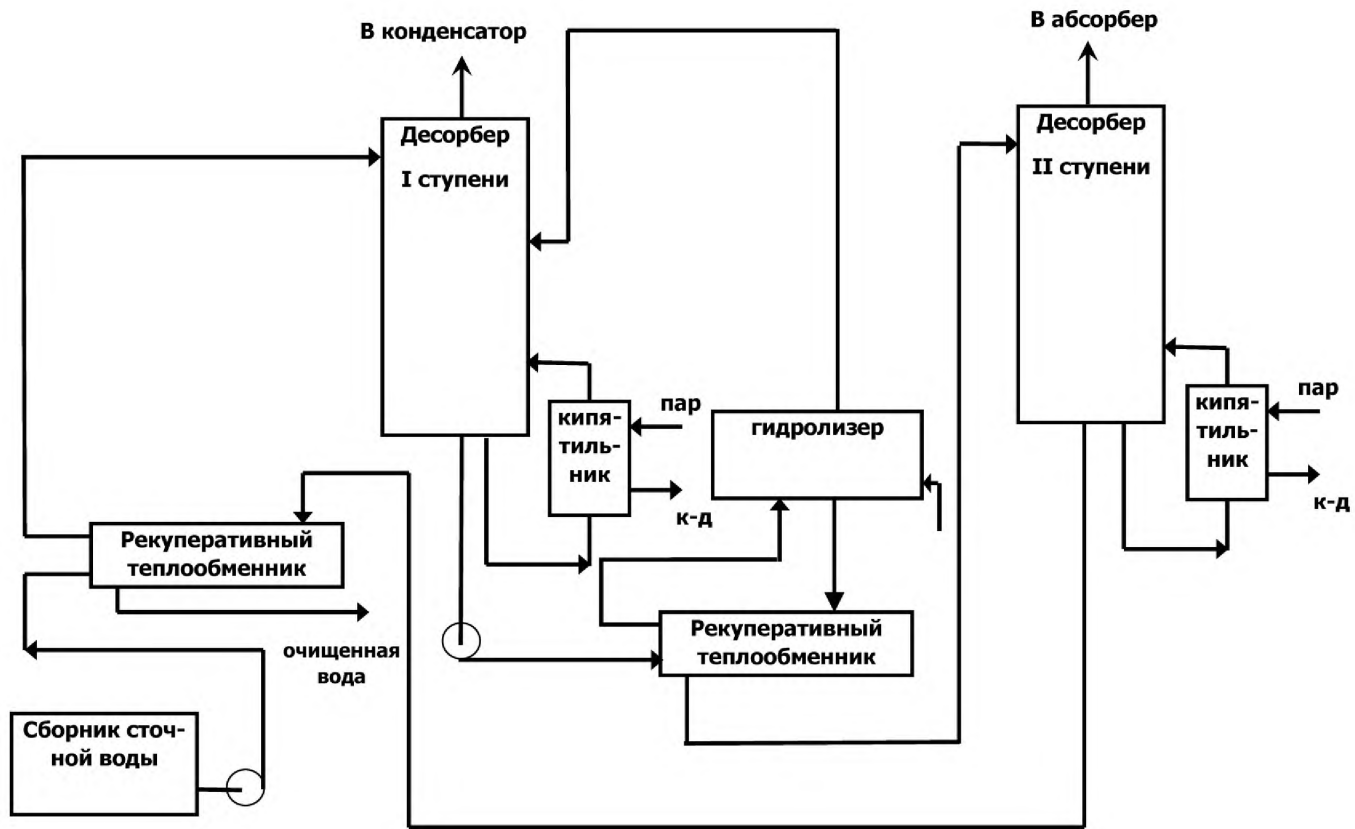 В конденсатор
В абсорбер
Десорбер
I ступени
Десорбер
II ступени
кипя-
тиль-
ник
пар
к-д
гидролизер
кипя-
тиль-
ник
пар
к-д
Рекуперативный
теплообменник
очищенная
вода
Рекуперативный
теплообменник
Сборник сточ-
ной воды